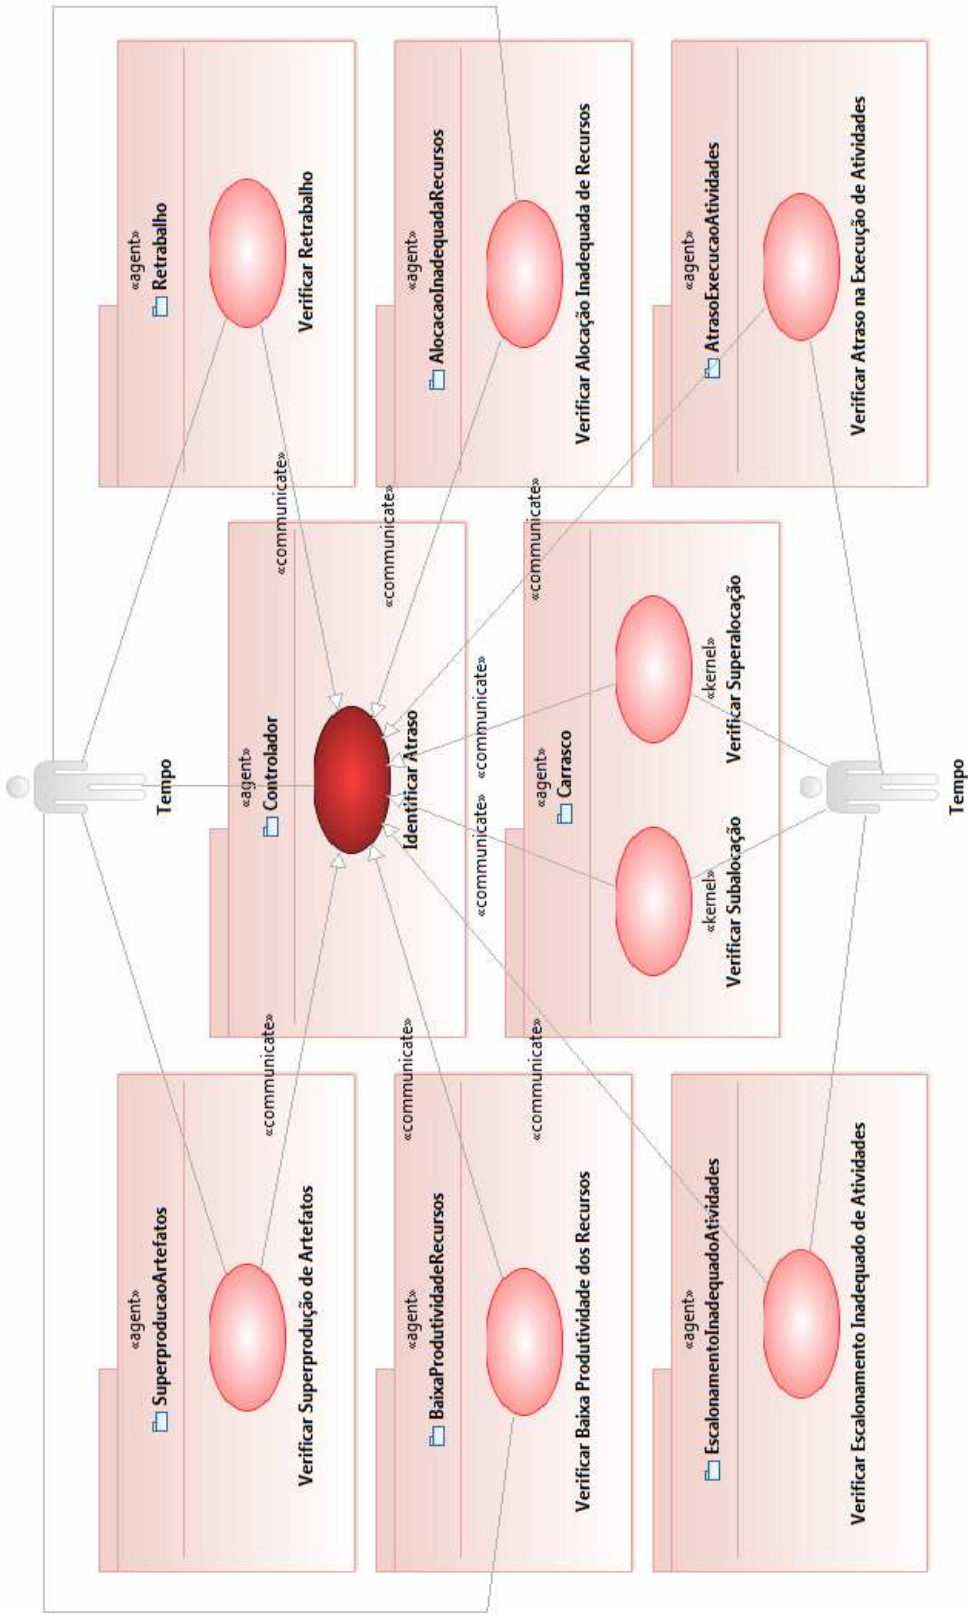 Tempo
«agent»
SuperproducaoArtefatos
Verificar Superprodução de Artefatos
«communicate»
«agent»
Controlador
Identificar Atraso
«agent»
Retrabalho
Verificar Retrabalho
«communicate»
«agent»
BaixaProdutividadeRecursos
Verificar Baixa Produtividade dos Recursos
«communicate»
«communicate»
«communicate»
«agent»
AlocacaoInadequadaRecursos
Verificar Alocação Inadequada de Recursos
«communicate»
«agent»
Carrasco
«kernel»
Verificar Subalocação
«kernel»
Verificar Superalocação
«communicate»
«communicate»
«agent»
EscalonamentoInadequadoAtividades
Verificar Escalonamento Inadequado de Atividades
«agent»
AtrasoExecucaoAtividades
Verificar Atraso na Execução de Atividades
Tempo